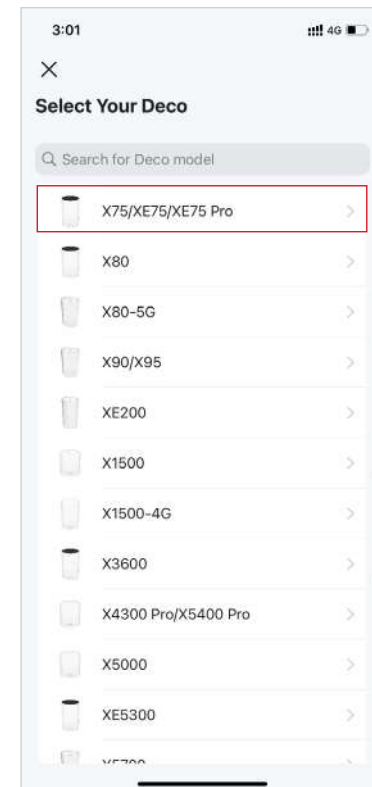 3:01
4G
Select Your Deco
Search for Deco model
X75/XE75/XE75 Pro
X80
X80-5G
X90/X95
XE200
X1500
X1500-4G
X3600
X4300 Pro/X5400 Pro
X5000
XE5300